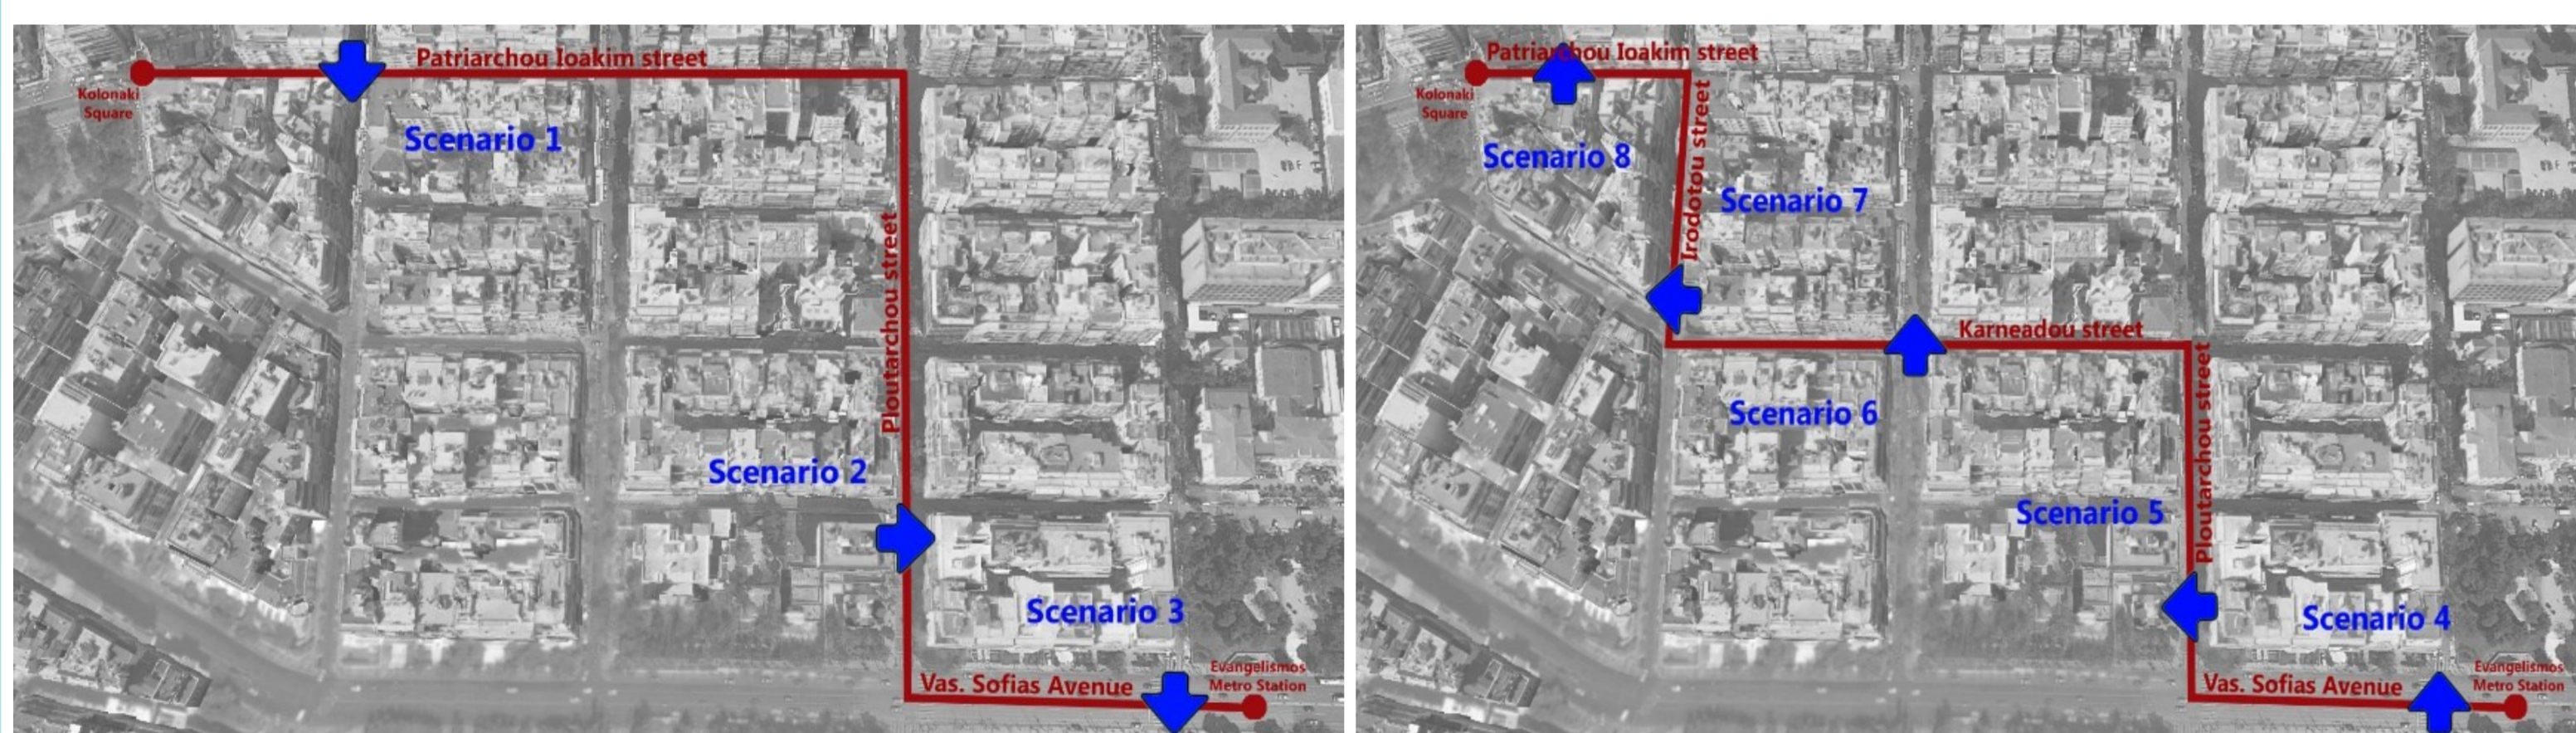 Patriarchou Ioakim street
Kolonaki
Square
Scenario 1
Ploutarchou street
Scenario 2
Scenario 3
Vas. Sofias Avenue
Evangelismos
Metro Station
Patriarchou Ioakim street
Kolonaki
Square
Scenario 8
Irodotou street
Scenario 7
Karneadou street
Scenario 6
Ploutarchou street
Scenario 5
Scenario 4
Vas. Sofias Avenue
Evangelismos
Metro Station